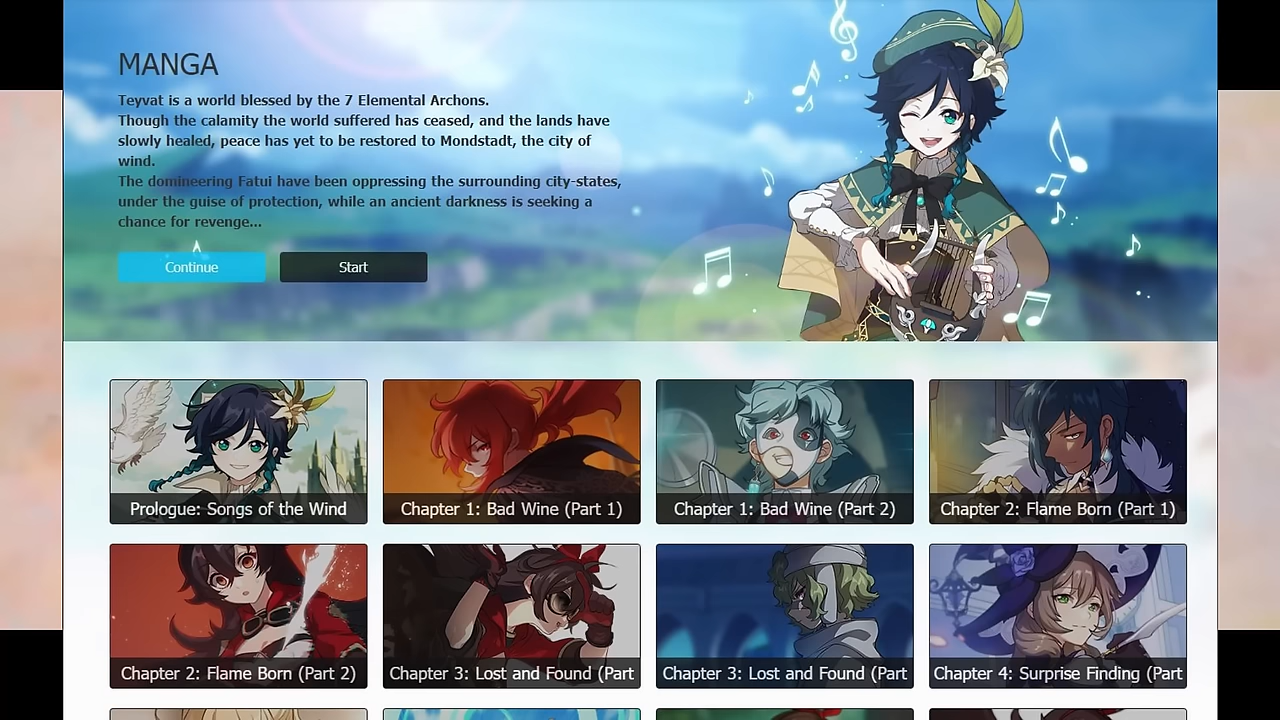 MANGA
Teyvat is a world blessed by the 7 Elemental Archons.
Though the calamity the world suffered has ceased, and the lands have
slowly healed, peace has yet to be restored to Mondstadt, the city of
wind.
The domineering Fatui have been oppressing the surrounding city-states,
under the guise of protection, while an ancient darkness is seeking a
chance for revenge...
Continue
Start
Prologue: Songs of the Wind
Chapter 1: Bad Wine (Part 1)
Chapter 1: Bad Wine (Part 2)
Chapter 2: Flame Born (Part 1)
Chapter 2: Flame Born (Part 2)
Chapter 3: Lost and Found (Part
Chapter 3: Lost and Found (Part
Chapter 4: Surprise Finding (Part